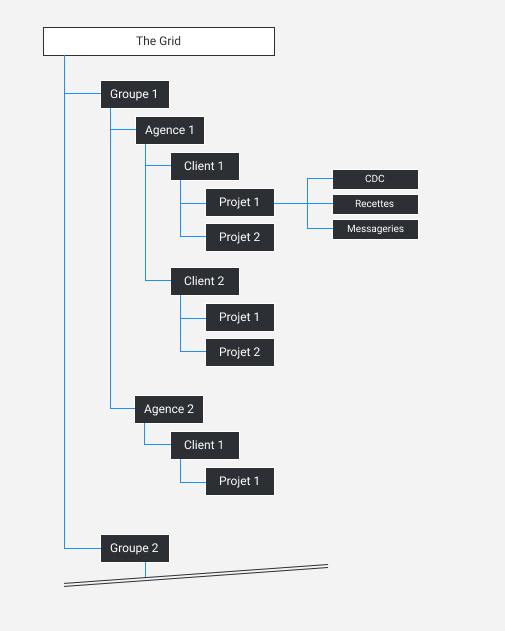 The Grid
Groupe 1
Agence 1
Client 1
Projet 1
CDC
Recettes
Messageries
Projet 2
Client 2
Projet 1
Projet 2
Agence 2
Client 1
Projet 1
Groupe 2